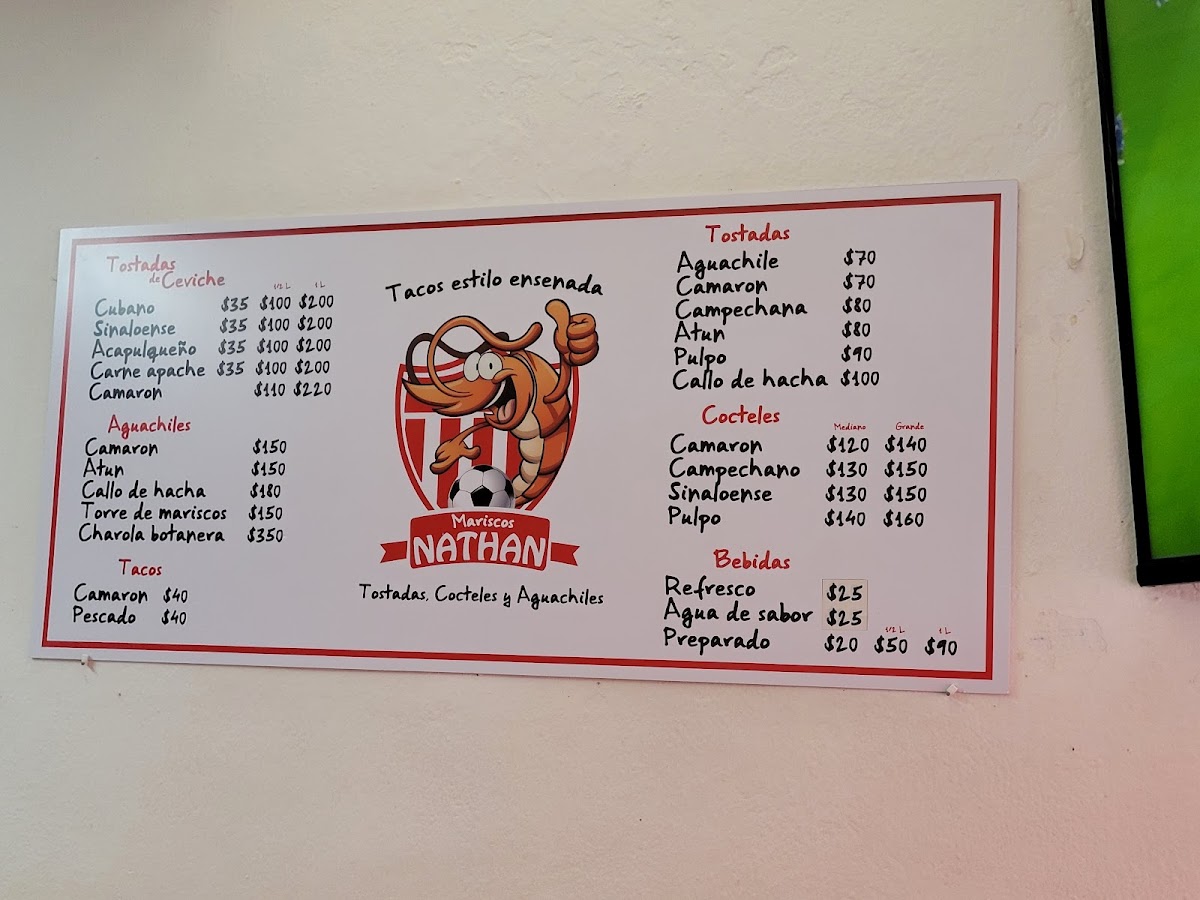 Tostadas
de Ceviche
1/2 L 1 L
Cubano $35 $100 $200
Sinaloense $35 $100 $200
Acapulqueño $35 $100 $200
Carne apache $35 $100 $200
Camaron $110 $220
Aguachiles
Camaron $150
Atun $150
Callo de hacha $180
Torre de mariscos $150
Charola botanera $350
Tacos
Camaron $40
Pescado $40
Tacos estilo ensenada
Mariscos
NATHAN
Tostadas, Cocteles y Aguachiles
Tostadas
Aguachile $70
Camaron $70
Campechana $80
Atun $80
Pulpo $90
Callo de hacha $100
Cocteles
Mediano Grande
Camaron $120 $140
Campechano $130 $150
Sinaloense $130 $150
Pulpo $140 $160
Bebidas
Refresco $25
Agua de sabor $25
1/2 L 1 L
Preparado $20 $50 $90